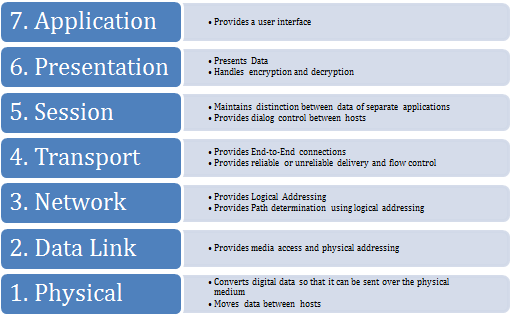 7. Application
• Provides a user interface
6. Presentation
• Presents Data
• Handles encryption and decryption
5. Session
• Maintains distinction between data of separate applications
• Provides dialog control between hosts
4. Transport
• Provides End-to-End connections
• Provides reliable or unreliable delivery and flow control
3. Network
• Provides Logical Addressing
• Provides Path determination using logical addressing
2. Data Link
• Provides media access and physical addressing
1. Physical
• Converts digital data so that it can be sent over the physical
medium
• Moves data between hosts